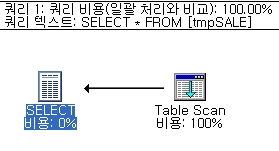 쿼리 1: 쿼리 비용(일괄 처리와 비교): 100.00%
쿼리 텍스트: SELECT * FROM [tmpSALE]
SELECT
비용: 0%
Table Scan
비용: 100%